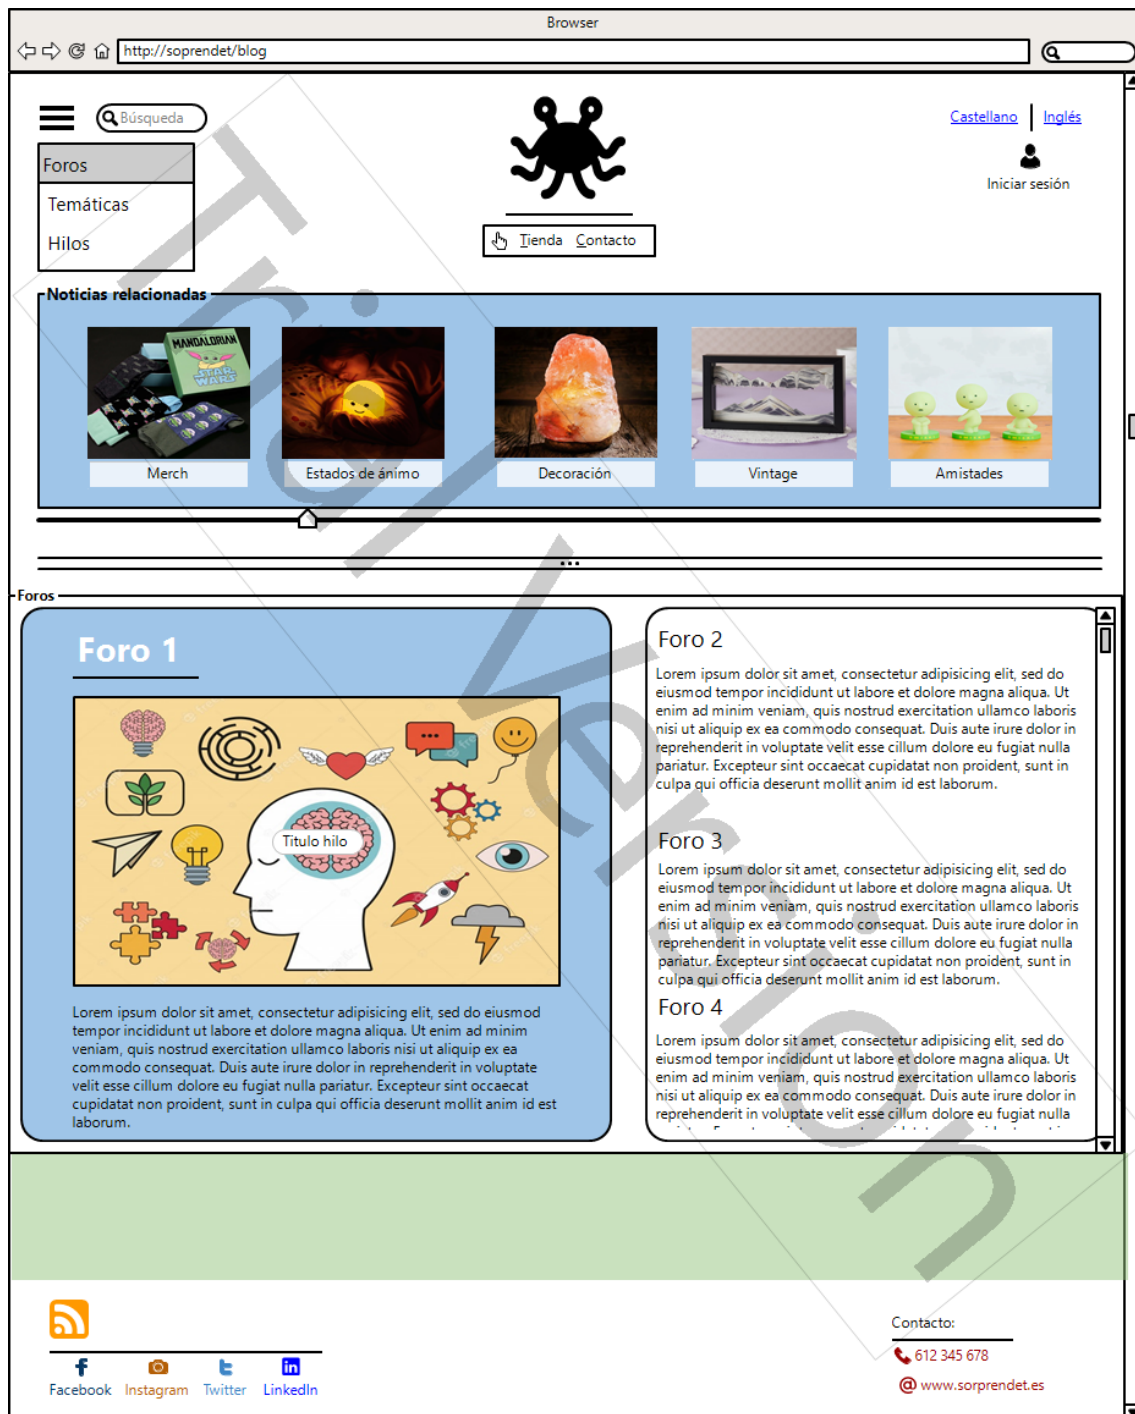 Browser
http://soprendet/blog
Búsqueda
Castellano
Inglés
Foros
Iniciar sesión
Temáticas
Hilos
Tienda Contacto
Noticias relacionadas
MANDALORIAN
STAR
WARS
Merch
Estados de ánimo
Decoración
Vintage
Amistades
Foros
Foro 1
Titulo hilo
Lorem ipsum dolor sit amet, consectetur adipisicing elit, sed do eiusmod
tempor incididunt ut labore et dolore magna aliqua. Ut enim ad minim
veniam, quis nostrud exercitation ullamco laboris nisi ut aliquip ex ea
commodo consequat. Duis aute irure dolor in reprehenderit in voluptate
velit esse cillum dolore eu fugiat nulla pariatur. Excepteur sint occaecat
cupidatat non proident, sunt in culpa qui officia deserunt mollit anim id est
laborum.
Foro 2
Lorem ipsum dolor sit amet, consectetur adipisicing elit, sed do
eiusmod tempor incididunt ut labore et dolore magna aliqua. Ut
enim ad minim veniam, quis nostrud exercitation ullamco laboris
nisi ut aliquip ex ea commodo consequat. Duis aute irure dolor in
reprehenderit in voluptate velit esse cillum dolore eu fugiat nulla
pariatur. Excepteur sint occaecat cupidatat non proident, sunt in
culpa qui officia deserunt mollit anim id est laborum.
Foro 3
Lorem ipsum dolor sit amet, consectetur adipisicing elit, sed do
eiusmod tempor incididunt ut labore et dolore magna aliqua. Ut
enim ad minim veniam, quis nostrud exercitation ullamco laboris
nisi ut aliquip ex ea commodo consequat. Duis aute irure dolor in
reprehenderit in voluptate velit esse cillum dolore eu fugiat nulla
pariatur. Excepteur sint occaecat cupidatat non proident, sunt in
culpa qui officia deserunt mollit anim id est laborum.
Foro 4
Lorem ipsum dolor sit amet, consectetur adipisicing elit, sed do
eiusmod tempor incididunt ut labore et dolore magna aliqua. Ut
enim ad minim veniam, quis nostrud exercitation ullamco laboris
nisi ut aliquip ex ea commodo consequat. Duis aute irure dolor in
reprehenderit in voluptate velit esse cillum dolore eu fugiat nulla
Trial Version
Facebook
Instagram
Twitter
LinkedIn
Contacto:
612 345 678
@ www.sorprendet.es